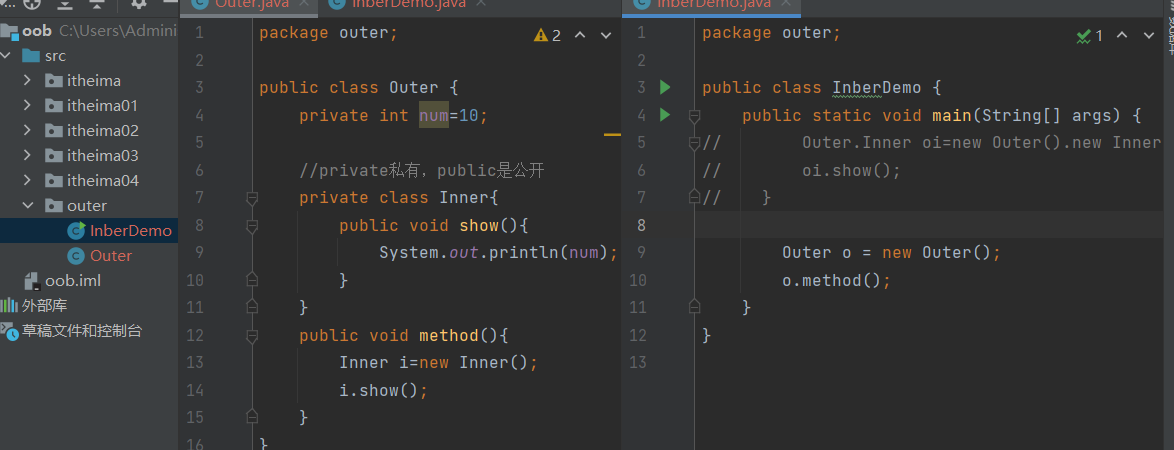 Outer.java
InberDemo.java
InberDemo.java
oob C:\Users\Admini
src
itheima
itheima01
itheima02
itheima03
itheima04
outer
InberDemo
Outer
oob.iml
外部库
草稿文件和控制台
2
1 package outer;
2
3 public class Outer {
4 private int num=10;
5
6 //private私有，public是公开
7 private class Inner{
8 public void show(){
9 System.out.println(num);
10 }
11 }
12 public void method(){
13 Inner i=new Inner();
14 i.show();
15 }
16 }
1
1 package outer;
2
3 public class InberDemo {
4 public static void main(String[] args) {
5 // Outer.Inner oi=new Outer().new Inner
6 // oi.show();
7 // }
8
9 Outer o = new Outer();
10 o.method();
11 }
12 }
13